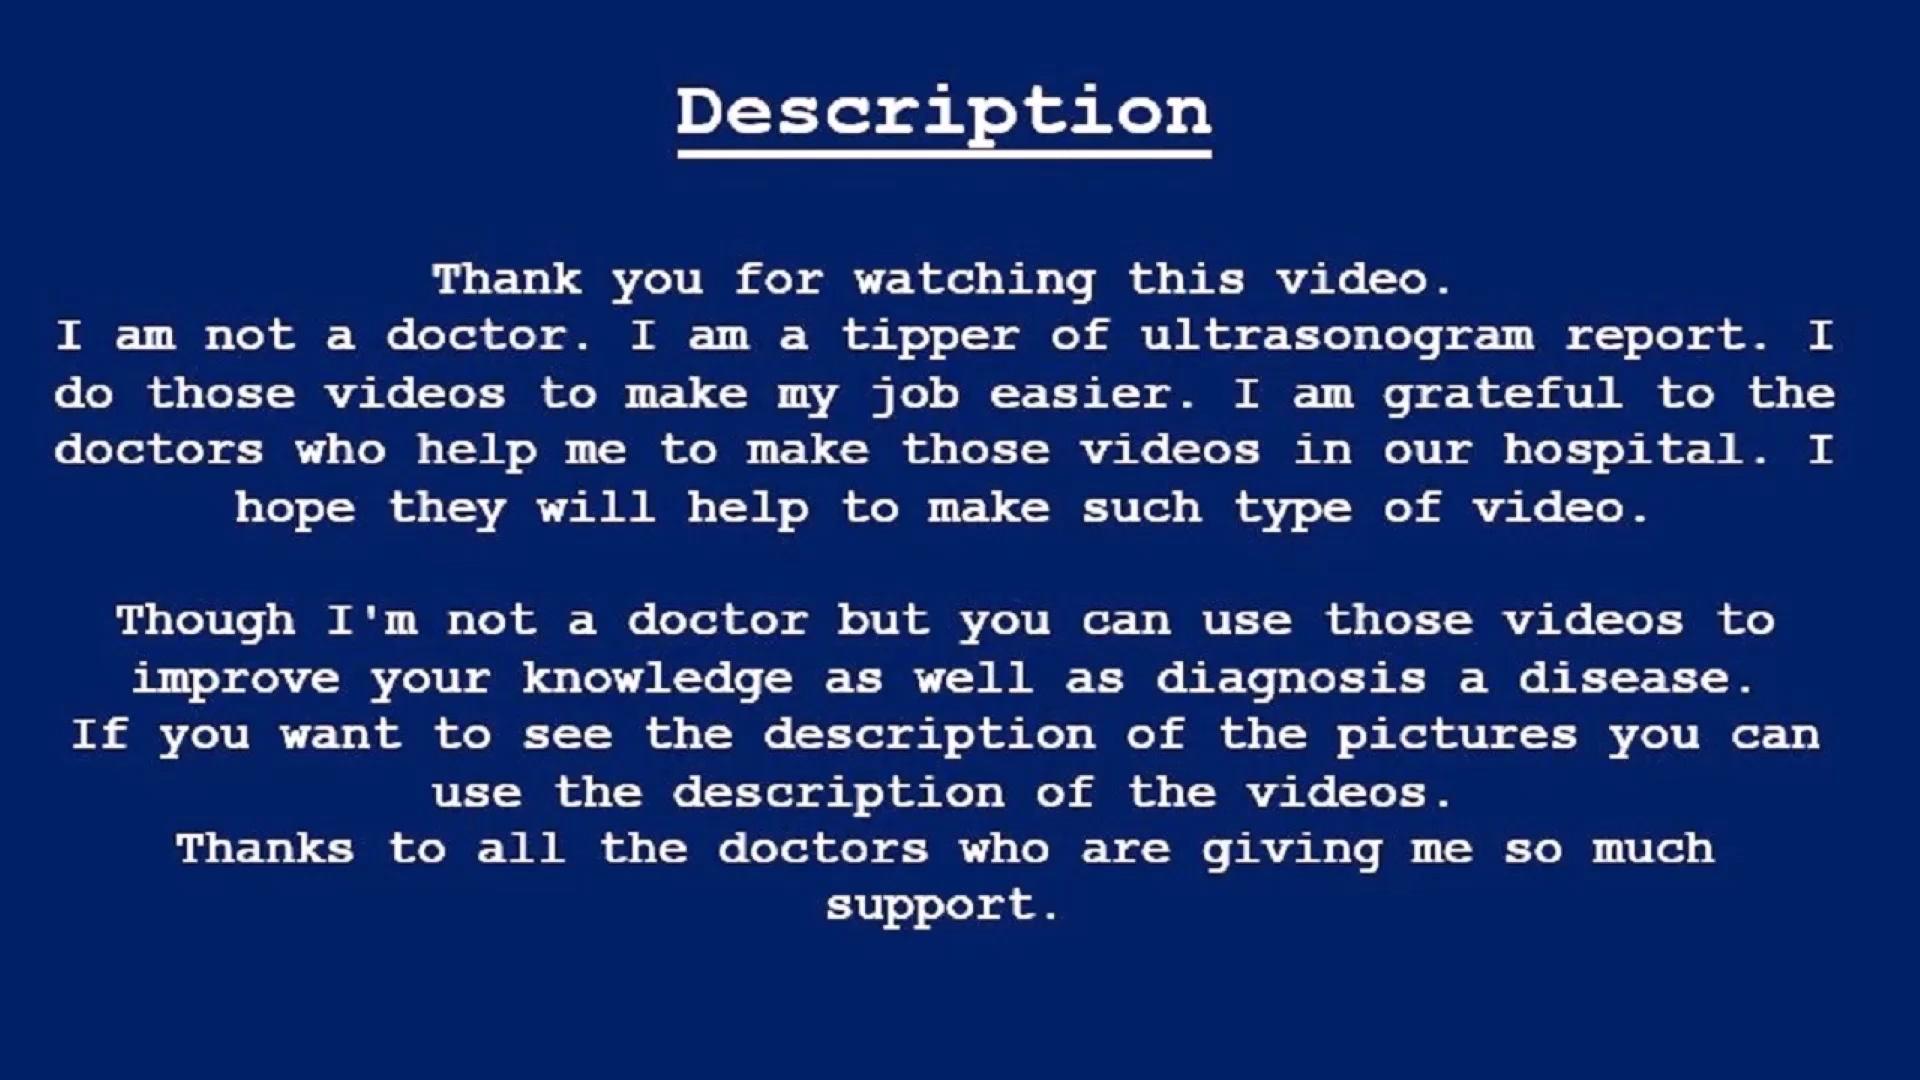 Description
Thank you for watching this video.
I am not a doctor. I am a tipper of ultrasonogram report. I
do those videos to make my job easier. I am grateful to the
doctors who help me to make those videos in our hospital. I
hope they will help to make such type of video.
Though I'm not a doctor but you can use those videos to
improve your knowledge as well as diagnosis a disease.
If you want to see the description of the pictures you can
use the description of the videos.
Thanks to all the doctors who are giving me so much
support.